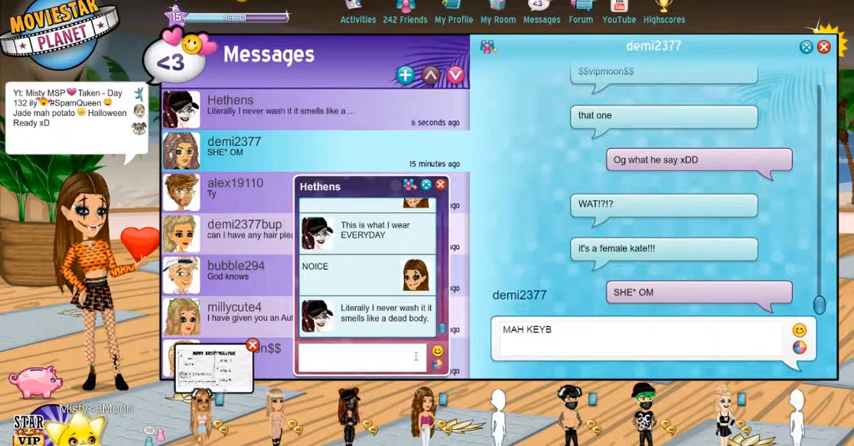 MOVIESTAR
PLANET
15
Activities
242 Friends
My Profile
My Room
Messages
Forum
YouTube
Highscores
<3
Messages
Yt: Misty MSP Taken - Day
132 ily #SpamQueen
Jade mah potato Halloween
Ready xD
Hethens
Literally I never wash it it smells like a ...
6 seconds ago
demi2377
SHE* OM
15 minutes ago
alex19110
Ty
demi2377bup
can I have any hair plea
bubble294
God knows
millycute4
I have given you an Aut
Hethens
This is what I wear
EVERYDAY
NOICE
Literally I never wash it it
smells like a dead body.
demi2377
$$vipmoon$$
that one
Og what he say xDD
WAT!?!?
it's a female kate!!!
SHE* OM
demi2377
MAH KEYB
STAR
VIP
Misty<3Moon